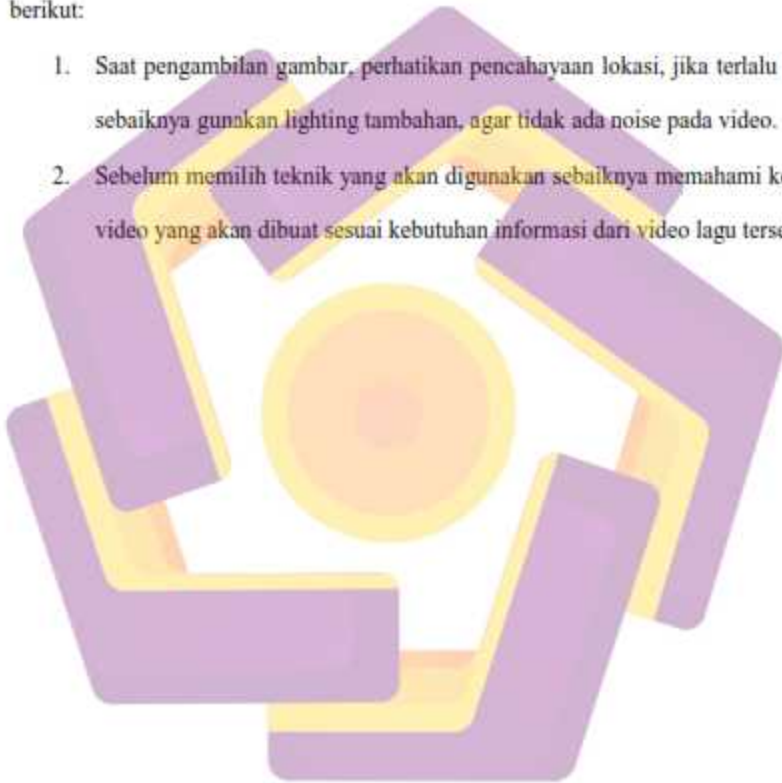 berikut:
1. Saat pengambilan gambar, perhatikan pencahayaan lokasi, jika terlalu
sebaiknya gunakan lighting tambahan, agar tidak ada noise pada video.
2. Sebelum memilih teknik yang akan digunakan sebaiknya memahami
video yang akan dibuat sesuai kebutuhan informasi dari video lagu